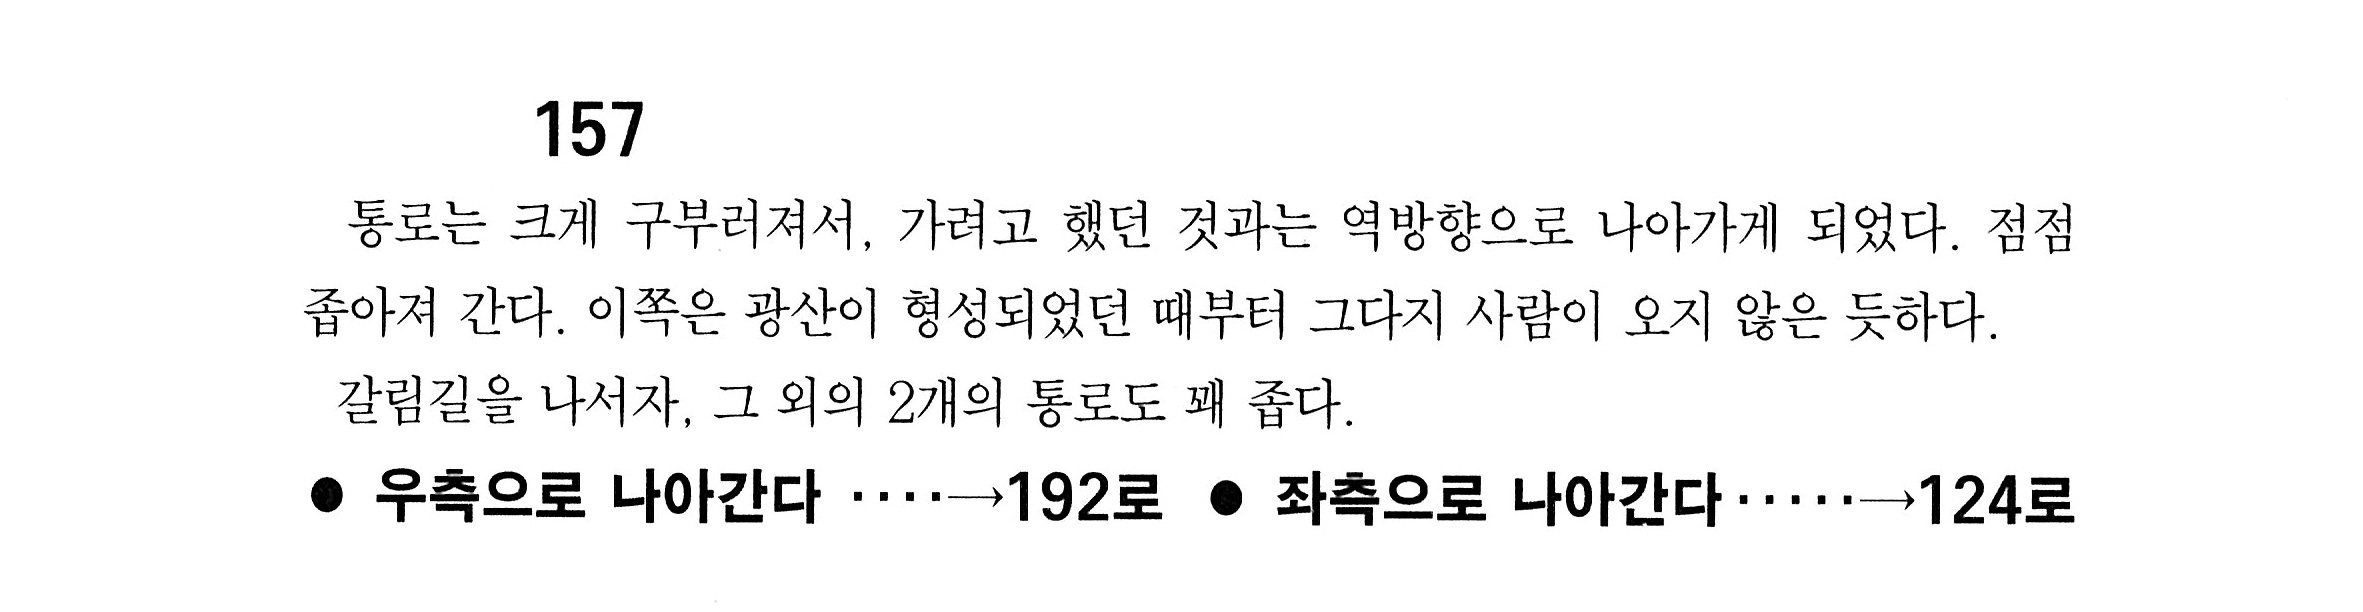 157
통로는 크게 구부러져서, 가려고 했던 것과는 역방향으로 나아가게 되었다. 점점
좁아져 간다. 이쪽은 광산이 형성되었던 때부터 그다지 사람이 오지 않은 듯하다.
갈림길을 나서자, 그 외의 2개의 통로도 꽤 좁다.
● 우측으로 나아간다 ····→192로 ● 좌측으로 나아간다·····→124로